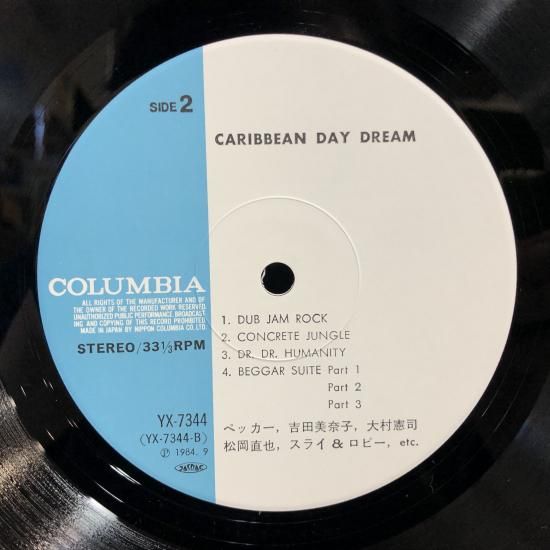 SIDE 2
CARIBBEAN DAY DREAM
COLUMBIA
ALL RIGHTS OF THE MANUFACTURER AND OF
THE OWNER OF THE RECORDED WORK RESERVED
UNAUTHORIZED PUBLIC PERFORMANCE, BROADCAST
ING AND COPYING OF THIS RECORD PROHIBITED
MADE IN JAPAN BY NIPPON COLUMBIA CO., LTD.
STEREO/33 1/3 RPM
1. DUB JAM ROCK
2. CONCRETE JUNGLE
3. DR. DR. HUMANITY
4. BEGGAR SUITE Part 1
Part 2
Part 3
YX-7344
(YX-7344-B)
Ⓟ 1984. 9
ペッカー, 吉田美奈子, 大村憲司
松岡直也, スライ & ロビー, etc.